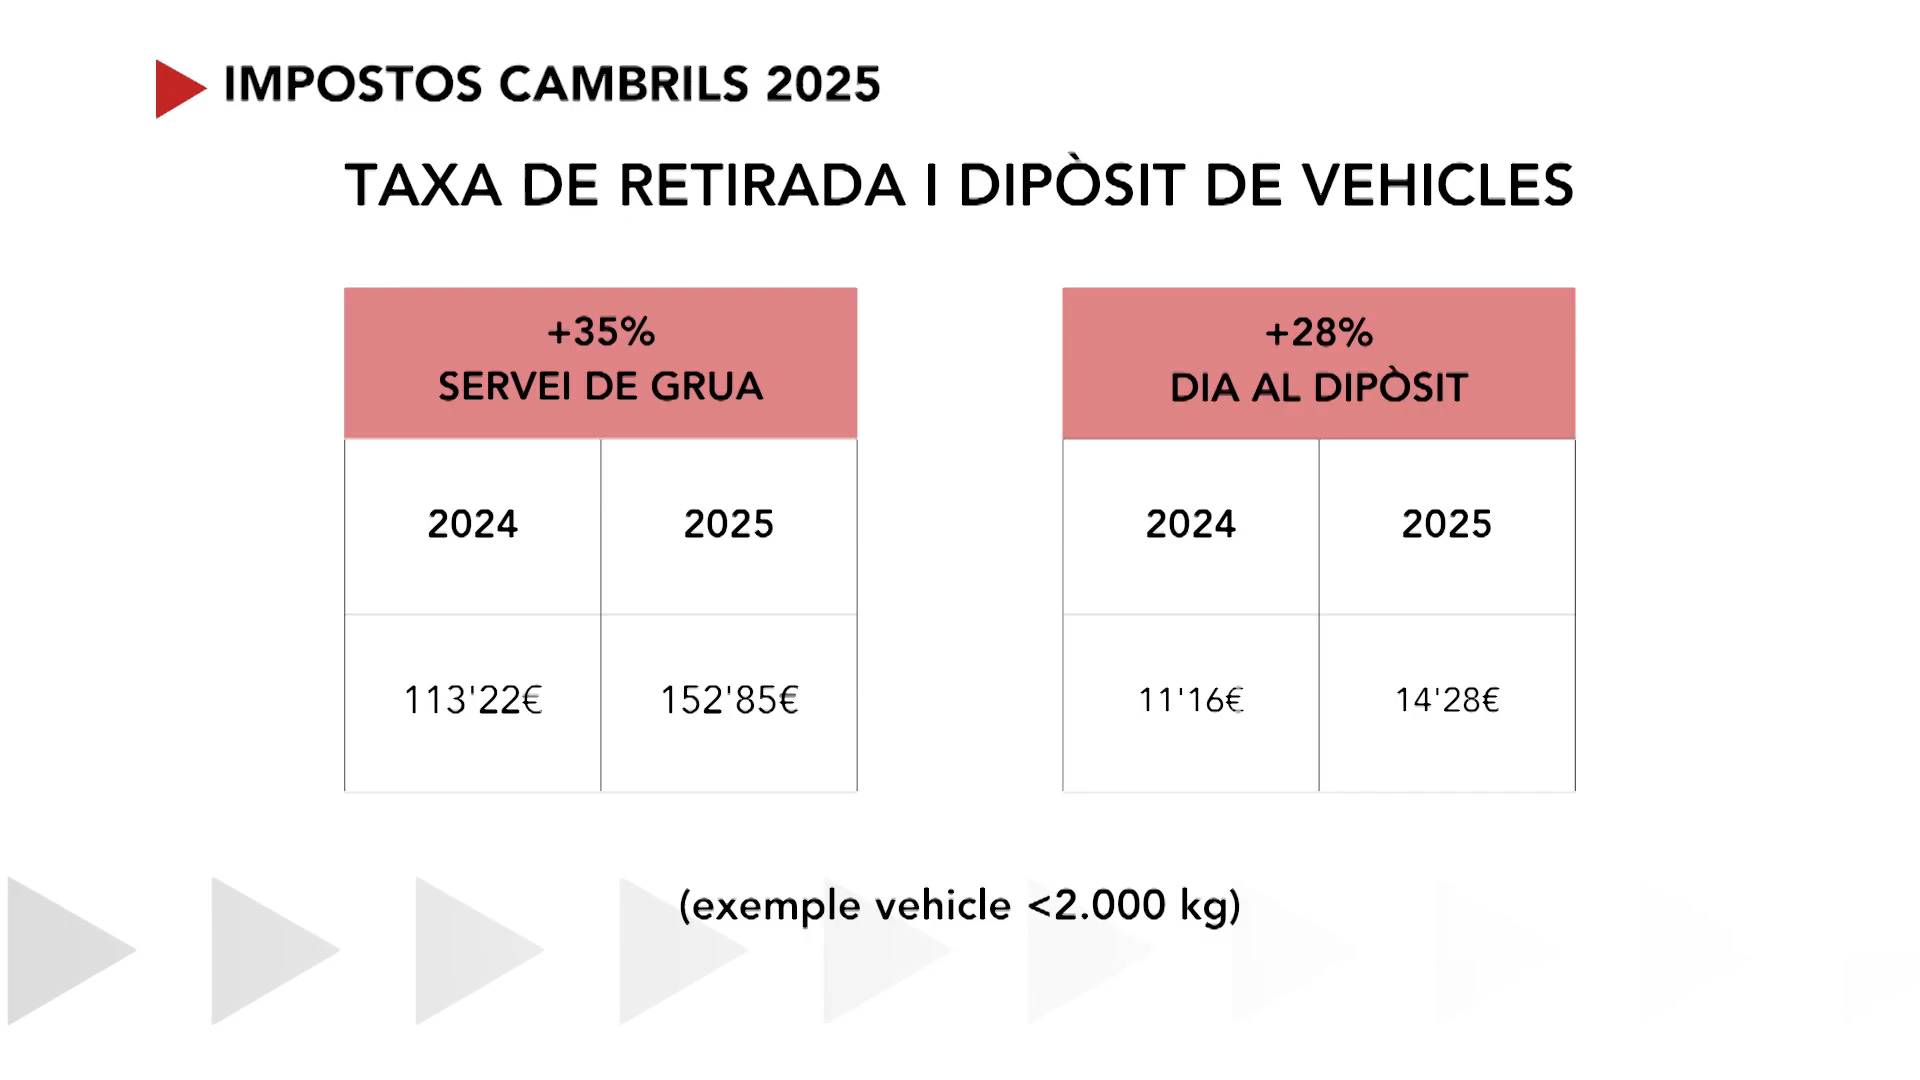 IMPOSTOS CAMBRILS 2025
TAXA DE RETIRADA I DIPÒSIT DE VEHICLES
+35%
SERVEI DE GRUA
2024 2025
113'22€ 152'85€
+28%
DIA AL DIPÒSIT
2024 2025
11'16€ 14'28€
(exemple vehicle <2.000 kg)